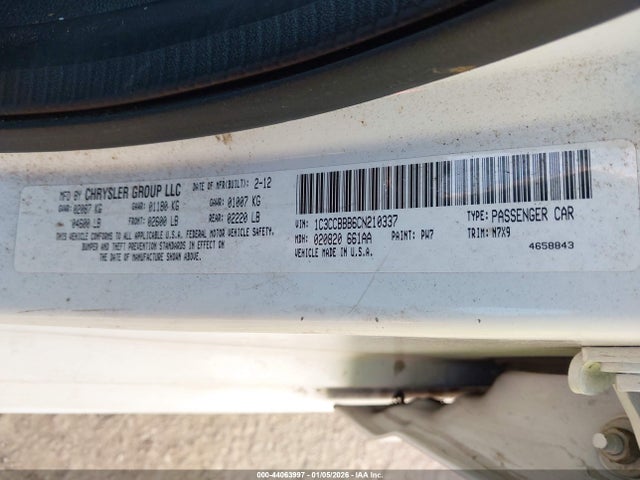 MFD BY CHRYSLER GROUP LLC DATE OF MFR(BUILT): 2-12
GVWR: 02087 KG GAWR: 01180 KG GAWR: 01007 KG
04600 LB FRONT: 02600 LB REAR: 02220 LB
THIS VEHICLE CONFORMS TO ALL APPLICABLE U.S.A. FEDERAL MOTOR VEHICLE SAFETY,
BUMPER AND THEFT PREVENTION STANDARDS IN EFFECT ON
THE DATE OF MANUFACTURE SHOWN ABOVE.
VIN: 1C3CCBBB6CN210337 TYPE: PASSENGER CAR
MDH: 020820 661AA PAINT: PW7 TRIM: N7X9
VEHICLE MADE IN U.S.A. 4658843
000-44063997 - 01/05/2026 - IAA Corp.